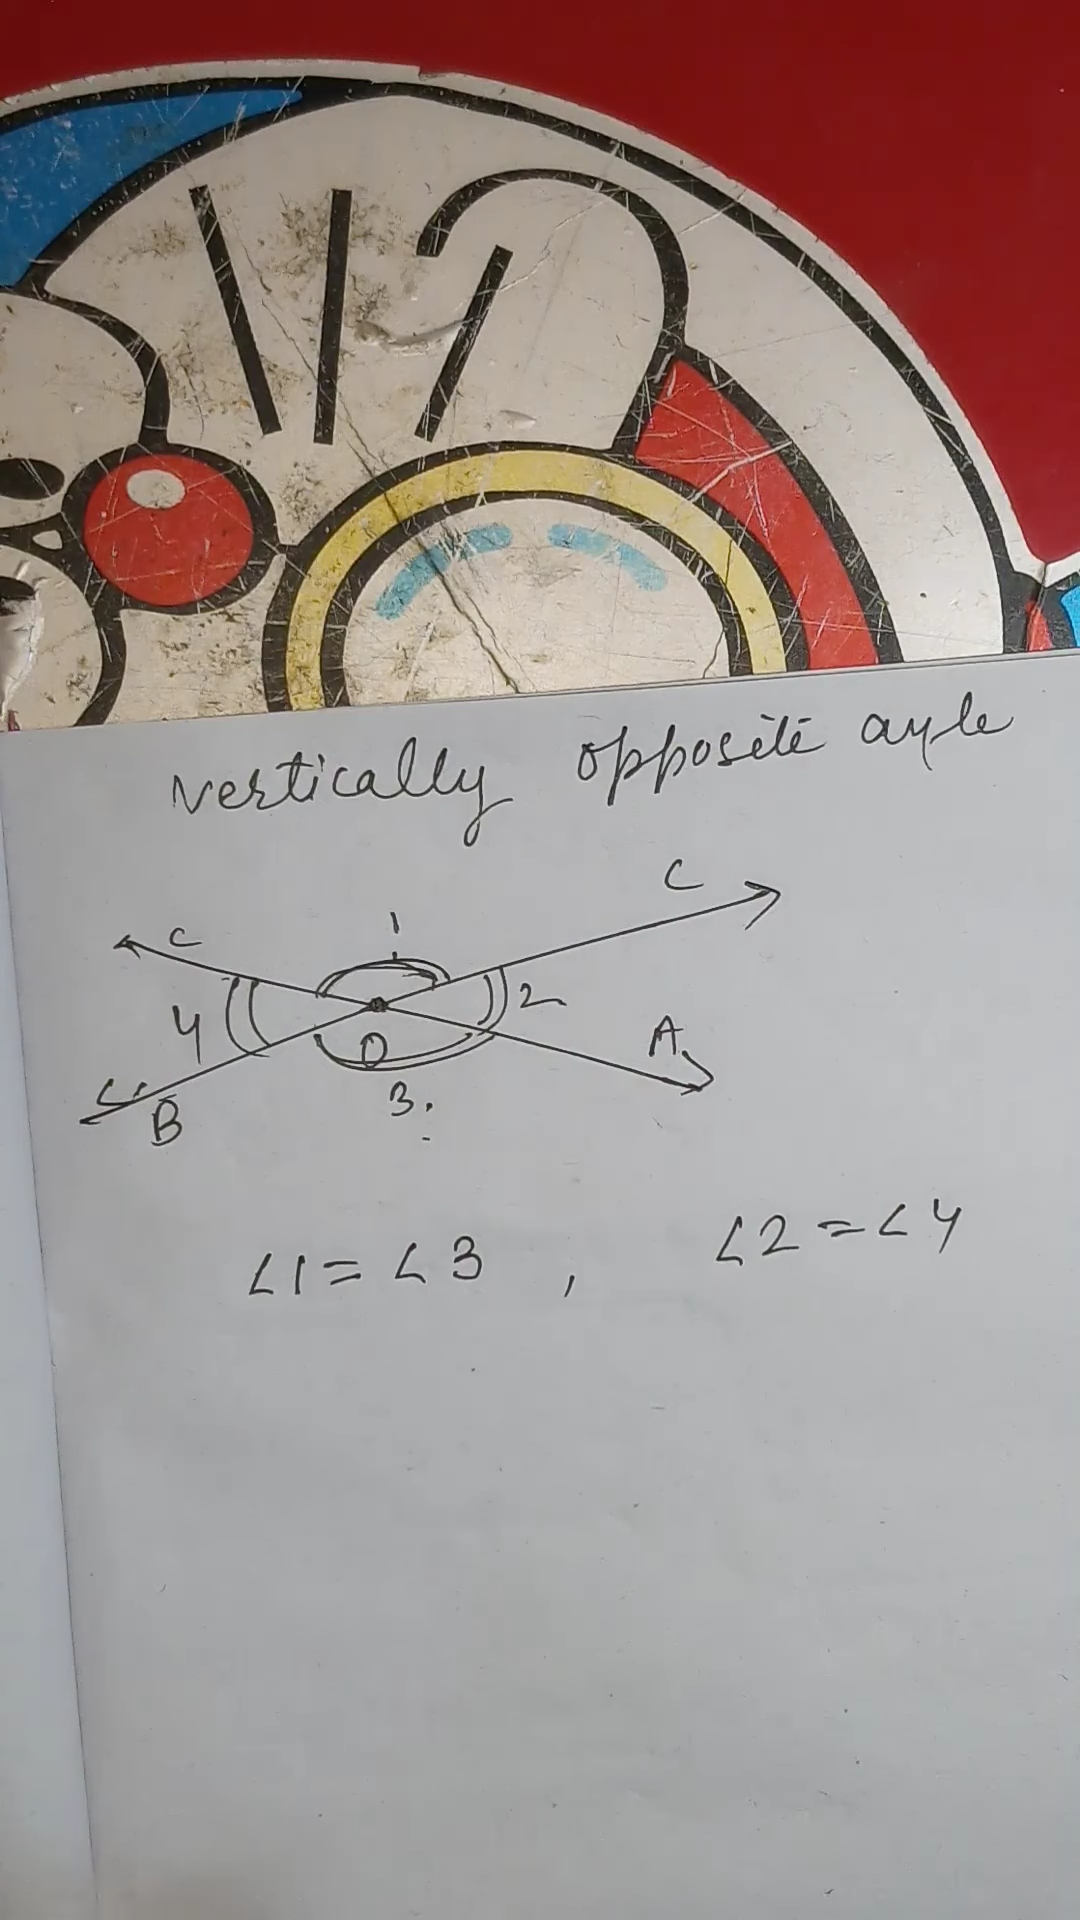 vertically opposite angle
C
1
C
4
2
O
A
B
3.
∠1 = ∠3 , ∠2 = ∠4